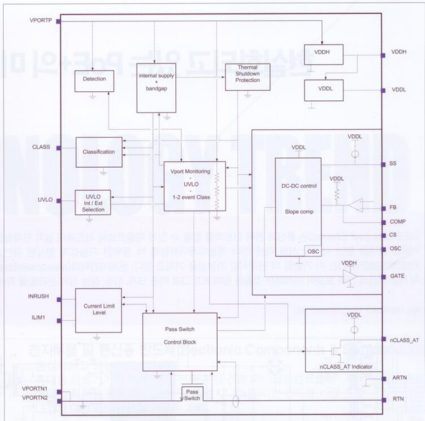 VPORTP
VDDH
VDDH
VDDL
VDDL
Detection
internal supply
+
bandgap
Thermal
Shutdown
Protection
CLASS
Classification
Vport Monitoring
-
UVLO
-
1-2 event Class
UVLO
UVLO
Int / Ext
Selection
VDDL
VDDL
DC-DC control
+
Slope comp
OSC
SS
VDDL
FB
COMP
CS
OSC
VDDH
GATE
INRUSH
Current Limit
Level
ILIM1
Pass Switch
Control Block
VDDL
nCLASS_AT
nCLASS_AT Indicator
ARTN
VPORTN1
VPORTN2
Pass
Switch
RTN